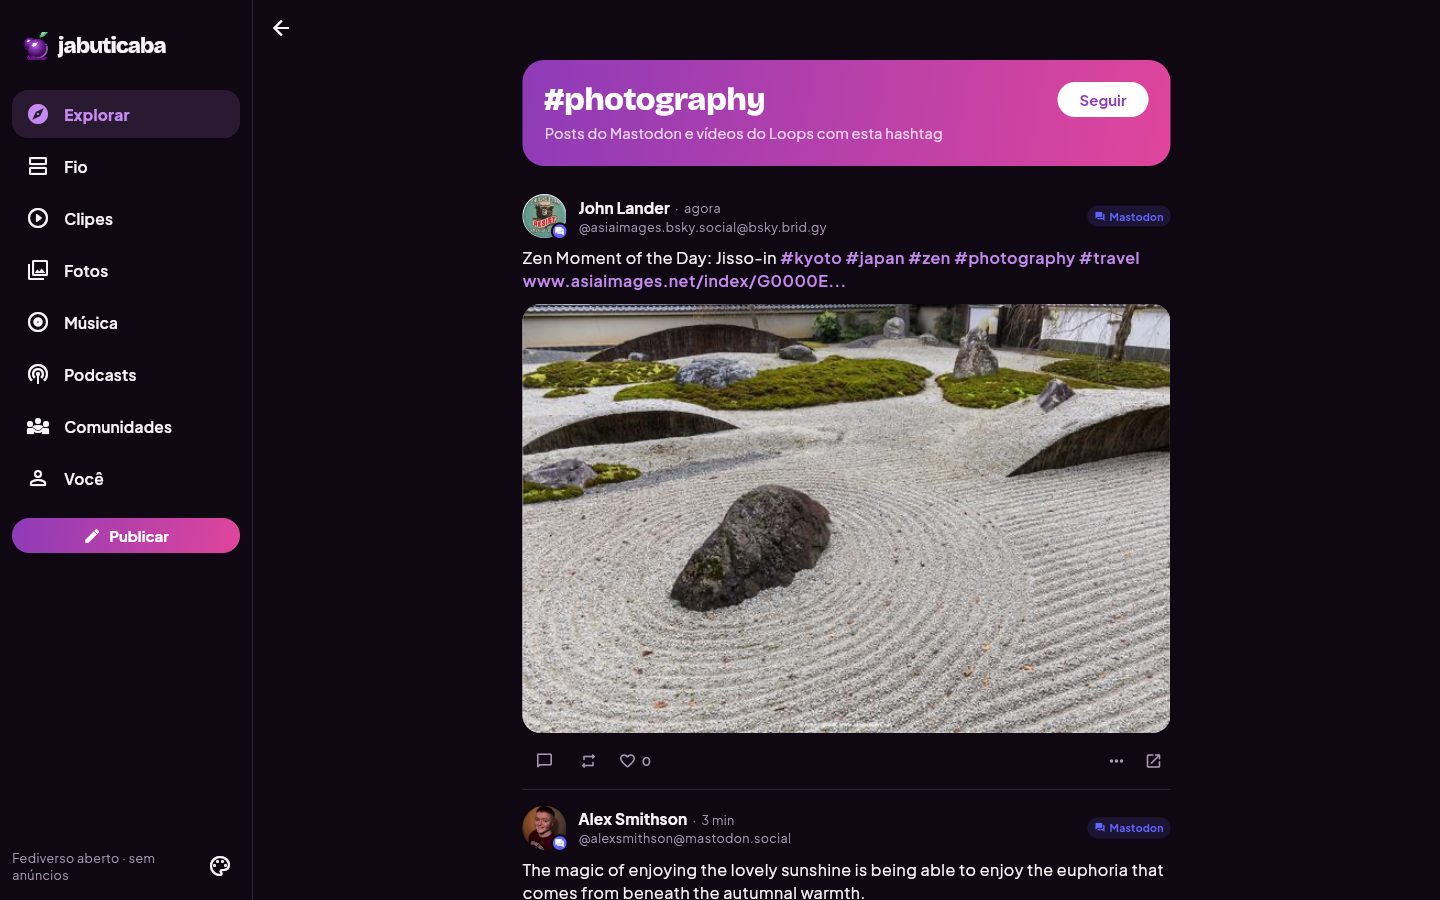 jabuticaba
Explorar
Fio
Clipes
Fotos
Música
Podcasts
Comunidades
Você
Publicar
Fediverso aberto · sem
anúncios
#photography
Seguir
Posts do Mastodon e vídeos do Loops com esta hashtag
John Lander · agora
@asiaimages.bsky.social@bsky.brid.gy
Mastodon
Zen Moment of the Day: Jisso-in #kyoto #japan #zen #photography #travel
www.asiaimages.net/index/G0000E...
0
Alex Smithson · 3 min
@alexsmithson@mastodon.social
Mastodon
The magic of enjoying the lovely sunshine is being able to enjoy the euphoria that
comes from beneath the autumnal warmth.